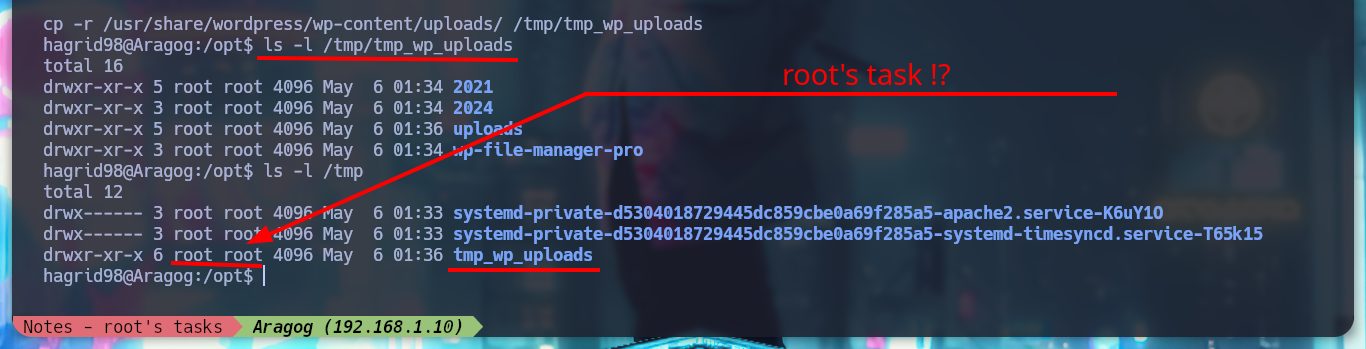 cp -r /usr/share/wordpress/wp-content/uploads/ /tmp/tmp_wp_uploads
hagrid98@Aragog:/opt$ ls -l /tmp/tmp_wp_uploads
total 16
root's task !?
drwxr-xr-x 5 root root 4096 May  6 01:34 2021
drwxr-xr-x 3 root root 4096 May  6 01:34 2024
drwxr-xr-x 5 root root 4096 May  6 01:36 uploads
drwxr-xr-x 3 root root 4096 May  6 01:34 wp-file-manager-pro
hagrid98@Aragog:/opt$ ls -l /tmp
total 12
drwx------ 3 root root 4096 May  6 01:33 systemd-private-d5304018729445dc859cbe0a69f285a5-apache2.service-K6uY1O
drwx------ 3 root root 4096 May  6 01:33 systemd-private-d5304018729445dc859cbe0a69f285a5-systemd-timesyncd.service-T65k15
drwxr-xr-x 6 root root 4096 May  6 01:36 tmp_wp_uploads
hagrid98@Aragog:/opt$
Notes - root's tasks Aragog (192.168.1.10)